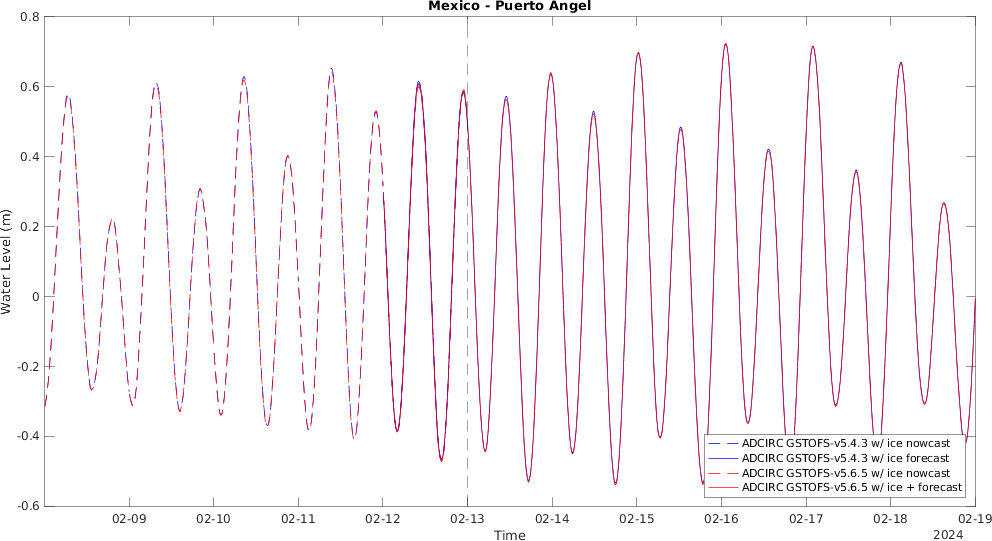 Mexico - Puerto Angel
Water Level (m)
0.8
0.6
0.4
0.2
0
-0.2
-0.4
-0.6
ADCIRC GSTOFS-v5.4.3 w/ ice nowcast
ADCIRC GSTOFS-v5.4.3 w/ ice forecast
ADCIRC GSTOFS-v5.6.5 w/ ice nowcast
ADCIRC GSTOFS-v5.6.5 w/ ice + forecast
02-09 02-10 02-11 02-12 02-13 02-14 02-15 02-16 02-17 02-18 02-19
Time
2024